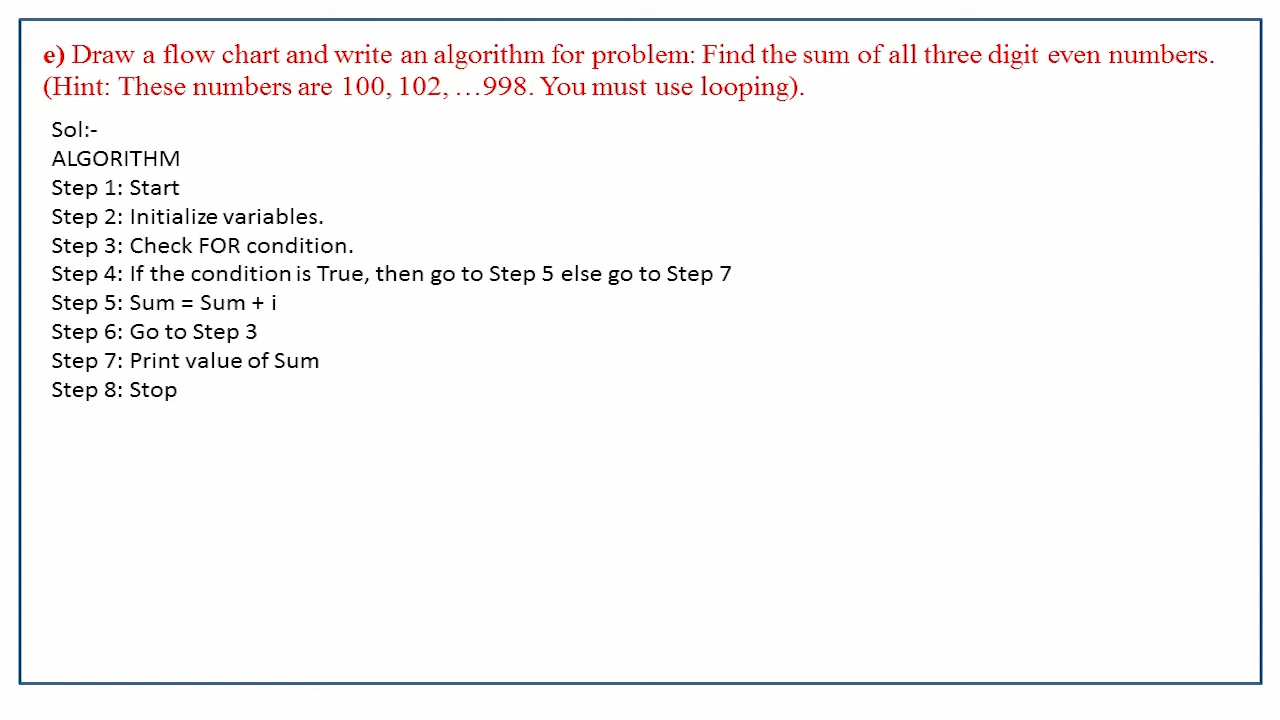 e) Draw a flow chart and write an algorithm for problem: Find the sum of all three digit even numbers.
(Hint: These numbers are 100, 102, …998. You must use looping).
Sol:-
ALGORITHM
Step 1: Start
Step 2: Initialize variables.
Step 3: Check FOR condition.
Step 4: If the condition is True, then go to Step 5 else go to Step 7
Step 5: Sum = Sum + i
Step 6: Go to Step 3
Step 7: Print value of Sum
Step 8: Stop